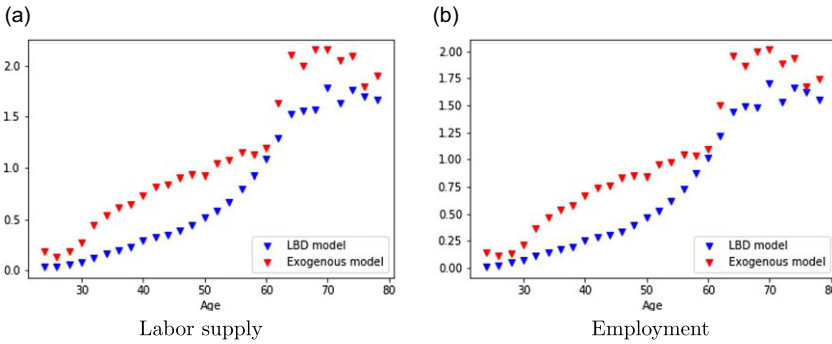 (a)
2.0
1.5
1.0
0.5
0.0
30 40 50 60 70 80
Age
LBD model
Exogenous model
Labor supply
(b)
2.00
1.75
1.50
1.25
1.00
0.75
0.50
0.25
0.00
30 40 50 60 70 80
Age
LBD model
Exogenous model
Employment